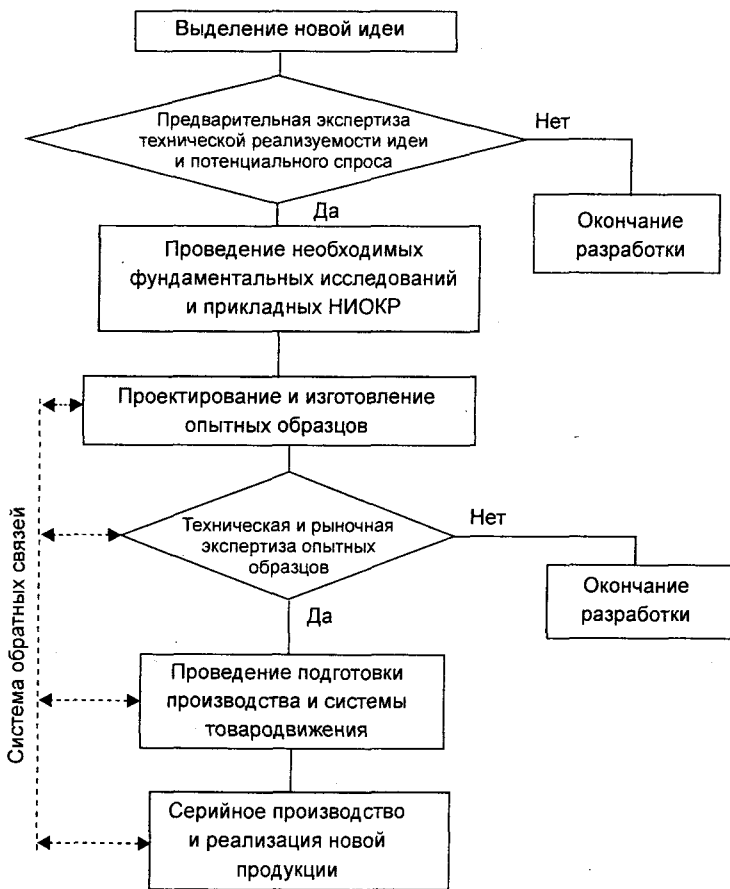 Выделение новой идеи
Предварительная экспертиза
технической реализуемости идеи
и потенциального спроса
Нет
Окончание
разработки
Да
Проведение необходимых
фундаментальных исследований
и прикладных НИОКР
Проектирование и изготовление
опытных образцов
Техническая и рыночная
экспертиза опытных
образцов
Нет
Окончание
разработки
Да
Проведение подготовки
производства и системы
товародвижения
Серийное производство
и реализация новой
продукции
Система обратных связей